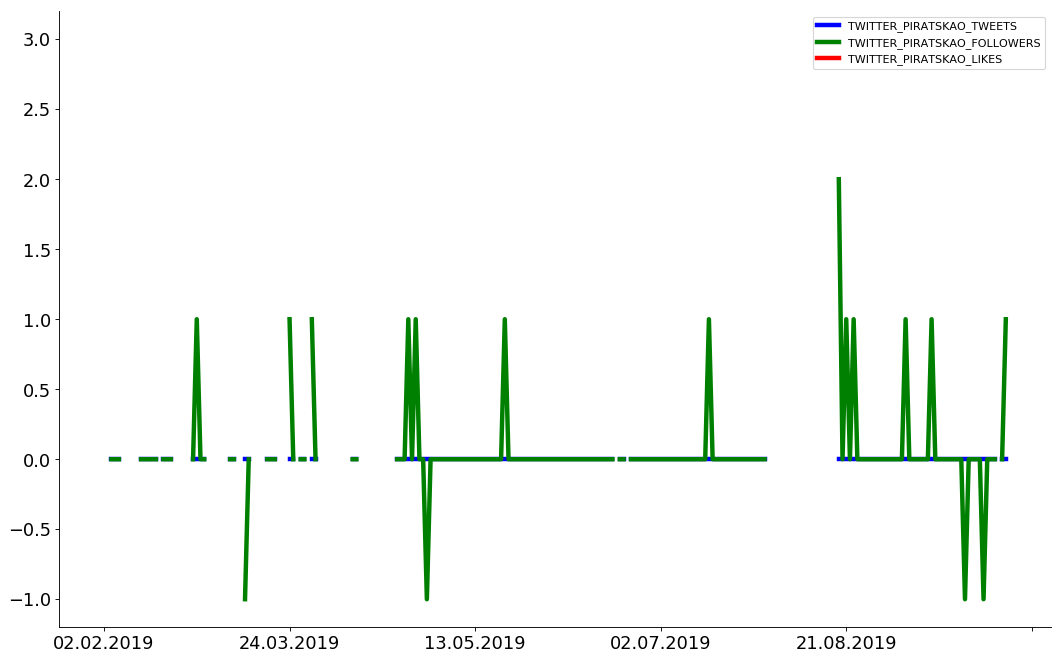 TWITTER_PIRATSKAO_TWEETS
TWITTER_PIRATSKAO_FOLLOWERS
TWITTER_PIRATSKAO_LIKES
3.0
2.5
2.0
1.5
1.0
0.5
0.0
−0.5
−1.0
02.02.2019 24.03.2019 13.05.2019 02.07.2019 21.08.2019